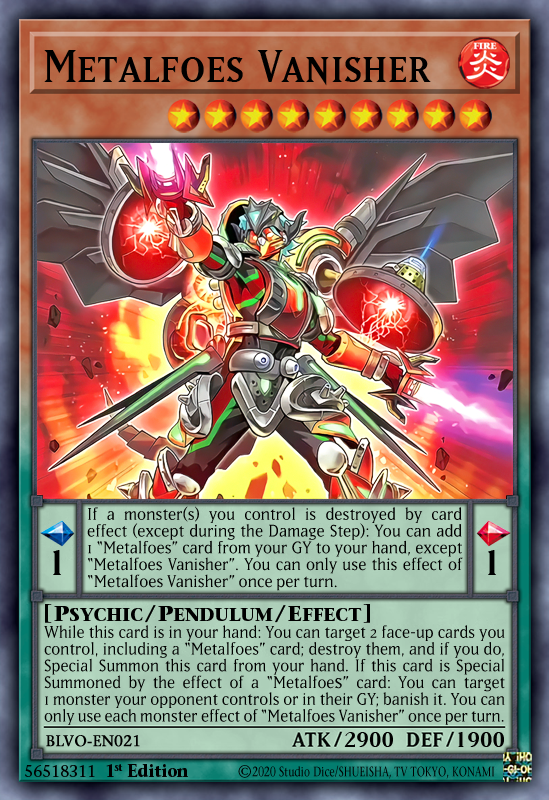 Metalfoes Vanisher
FIRE
炎
If a monster(s) you control is destroyed by card
effect (except during the Damage Step): You can add
1 "Metalfoes" card from your GY to your hand, except
"Metalfoes Vanisher". You can only use this effect of
"Metalfoes Vanisher" once per turn.
1
1
[Psychic/Pendulum/Effect]
While this card is in your hand: You can target 2 face-up cards you
control, including a "Metalfoes" card; destroy them, and if you do,
Special Summon this card from your hand. If this card is Special
Summoned by the effect of a "Metalfoes" card: You can target
1 monster your opponent controls or in their GY; banish it. You can
only use each monster effect of "Metalfoes Vanisher" once per turn.
BLVO-EN021
ATK/2900 DEF/1900
56518311 1st Edition ©2020 Studio Dice/SHUEISHA, TV TOKYO, KONAMI